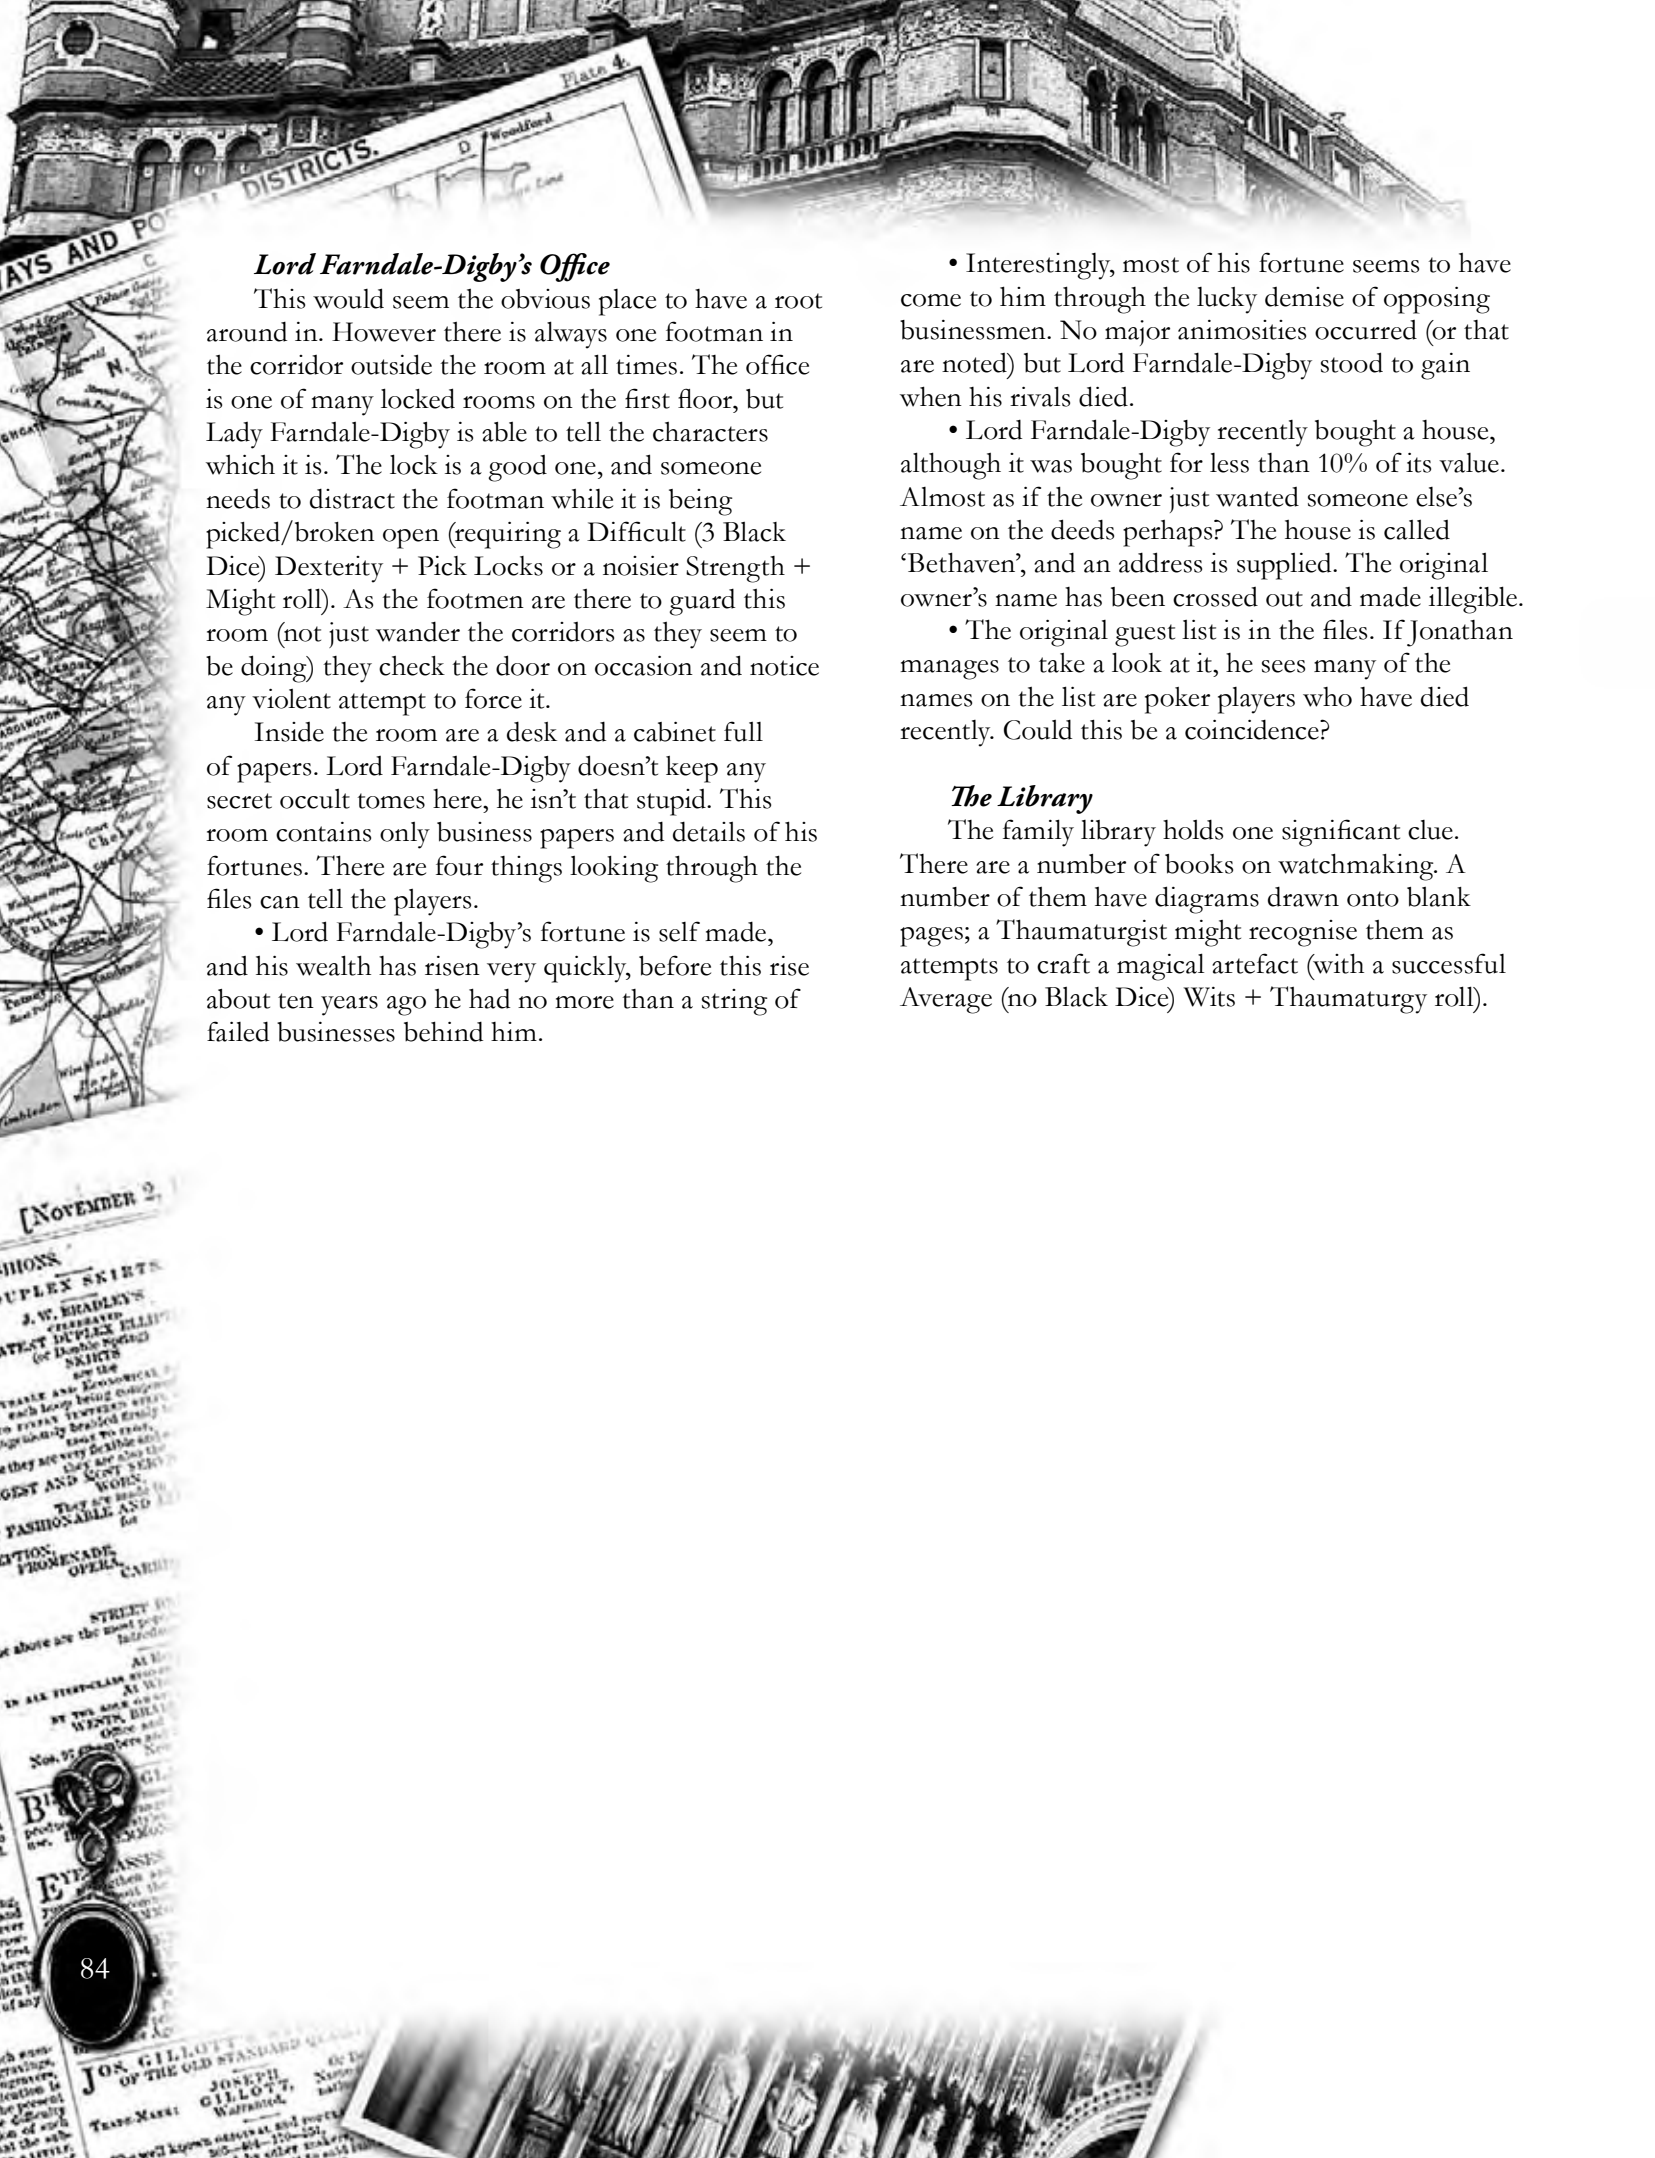 Plate 4.
DISTRICTS.
D
Woodford
AYS AND PO
C
N.
Lord Farndale-Digby’s Office
This would seem the obvious place to have a root
around in. However there is always one footman in
the corridor outside the room at all times. The office
is one of many locked rooms on the first floor, but
Lady Farndale-Digby is able to tell the characters
which it is. The lock is a good one, and someone
needs to distract the footman while it is being
picked/broken open (requiring a Difficult (3 Black
Dice) Dexterity + Pick Locks or a noisier Strength +
Might roll). As the footmen are there to guard this
room (not just wander the corridors as they seem to
be doing) they check the door on occasion and notice
any violent attempt to force it.
Inside the room are a desk and a cabinet full
of papers. Lord Farndale-Digby doesn’t keep any
secret occult tomes here, he isn’t that stupid. This
room contains only business papers and details of his
fortunes. There are four things looking through the
files can tell the players.
• Lord Farndale-Digby’s fortune is self made,
and his wealth has risen very quickly, before this rise
about ten years ago he had no more than a string of
failed businesses behind him.
• Interestingly, most of his fortune seems to have
come to him through the lucky demise of opposing
businessmen. No major animosities occurred (or that
are noted) but Lord Farndale-Digby stood to gain
when his rivals died.
• Lord Farndale-Digby recently bought a house,
although it was bought for less than 10% of its value.
Almost as if the owner just wanted someone else’s
name on the deeds perhaps? The house is called
‘Bethaven’, and an address is supplied. The original
owner’s name has been crossed out and made illegible.
• The original guest list is in the files. If Jonathan
manages to take a look at it, he sees many of the
names on the list are poker players who have died
recently. Could this be a coincidence?
The Library
The family library holds one significant clue.
There are a number of books on watchmaking. A
number of them have diagrams drawn onto blank
pages; a Thaumaturgist might recognise them as
attempts to craft a magical artefact (with a successful
Average (no Black Dice) Wits + Thaumaturgy roll).
[NOVEMBER 2,
UPLEX SKIRTS
J. W. BRADLEY'S
DUPLEX ELLIPT
(or Double Spring)
SKIRTS
are the
GEST AND MOST SERV
WORN.
FASHIONABLE AND
for
PROMENADE,
OPERA,
STREET
84
JOS. GILLOTT
OF THE OLD STANDARD
JOSEPH
GILLOTT,
Warranted.
TRADE-MARK: